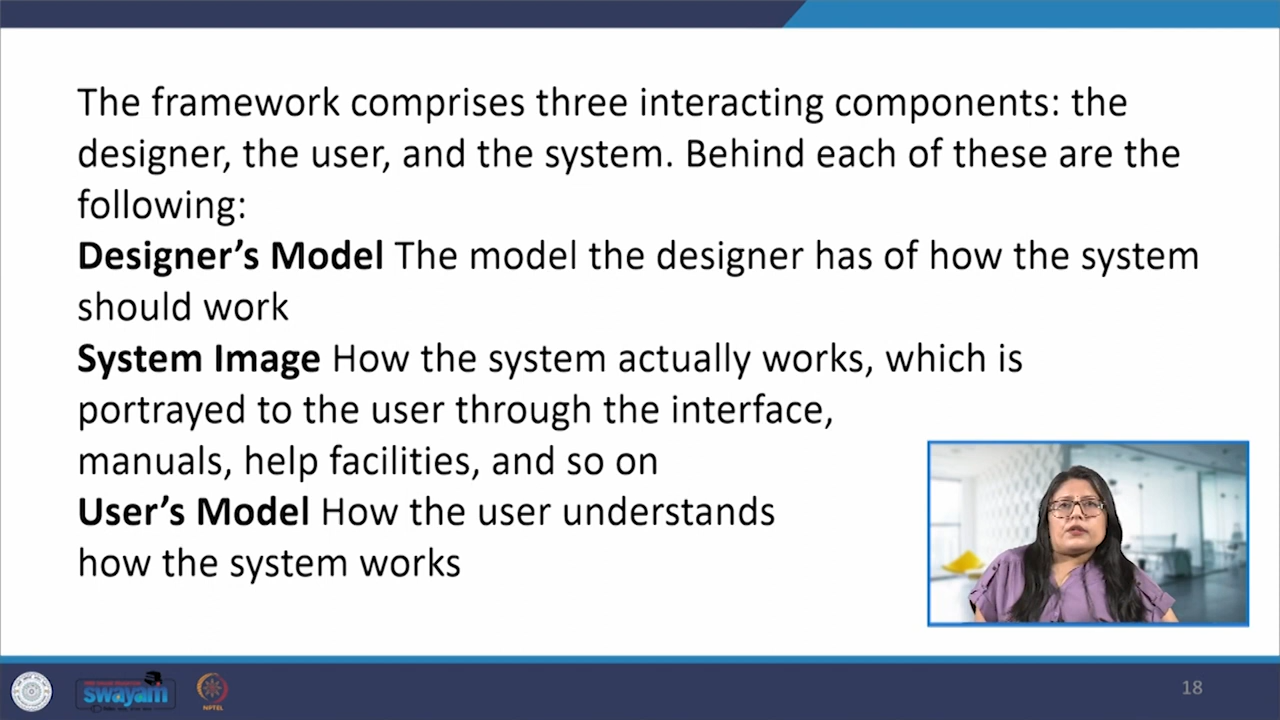 The framework comprises three interacting components: the
designer, the user, and the system. Behind each of these are the
following:
Designer’s Model The model the designer has of how the system
should work
System Image How the system actually works, which is
portrayed to the user through the interface,
manuals, help facilities, and so on
User’s Model How the user understands
how the system works
swayam
NPTEL
18